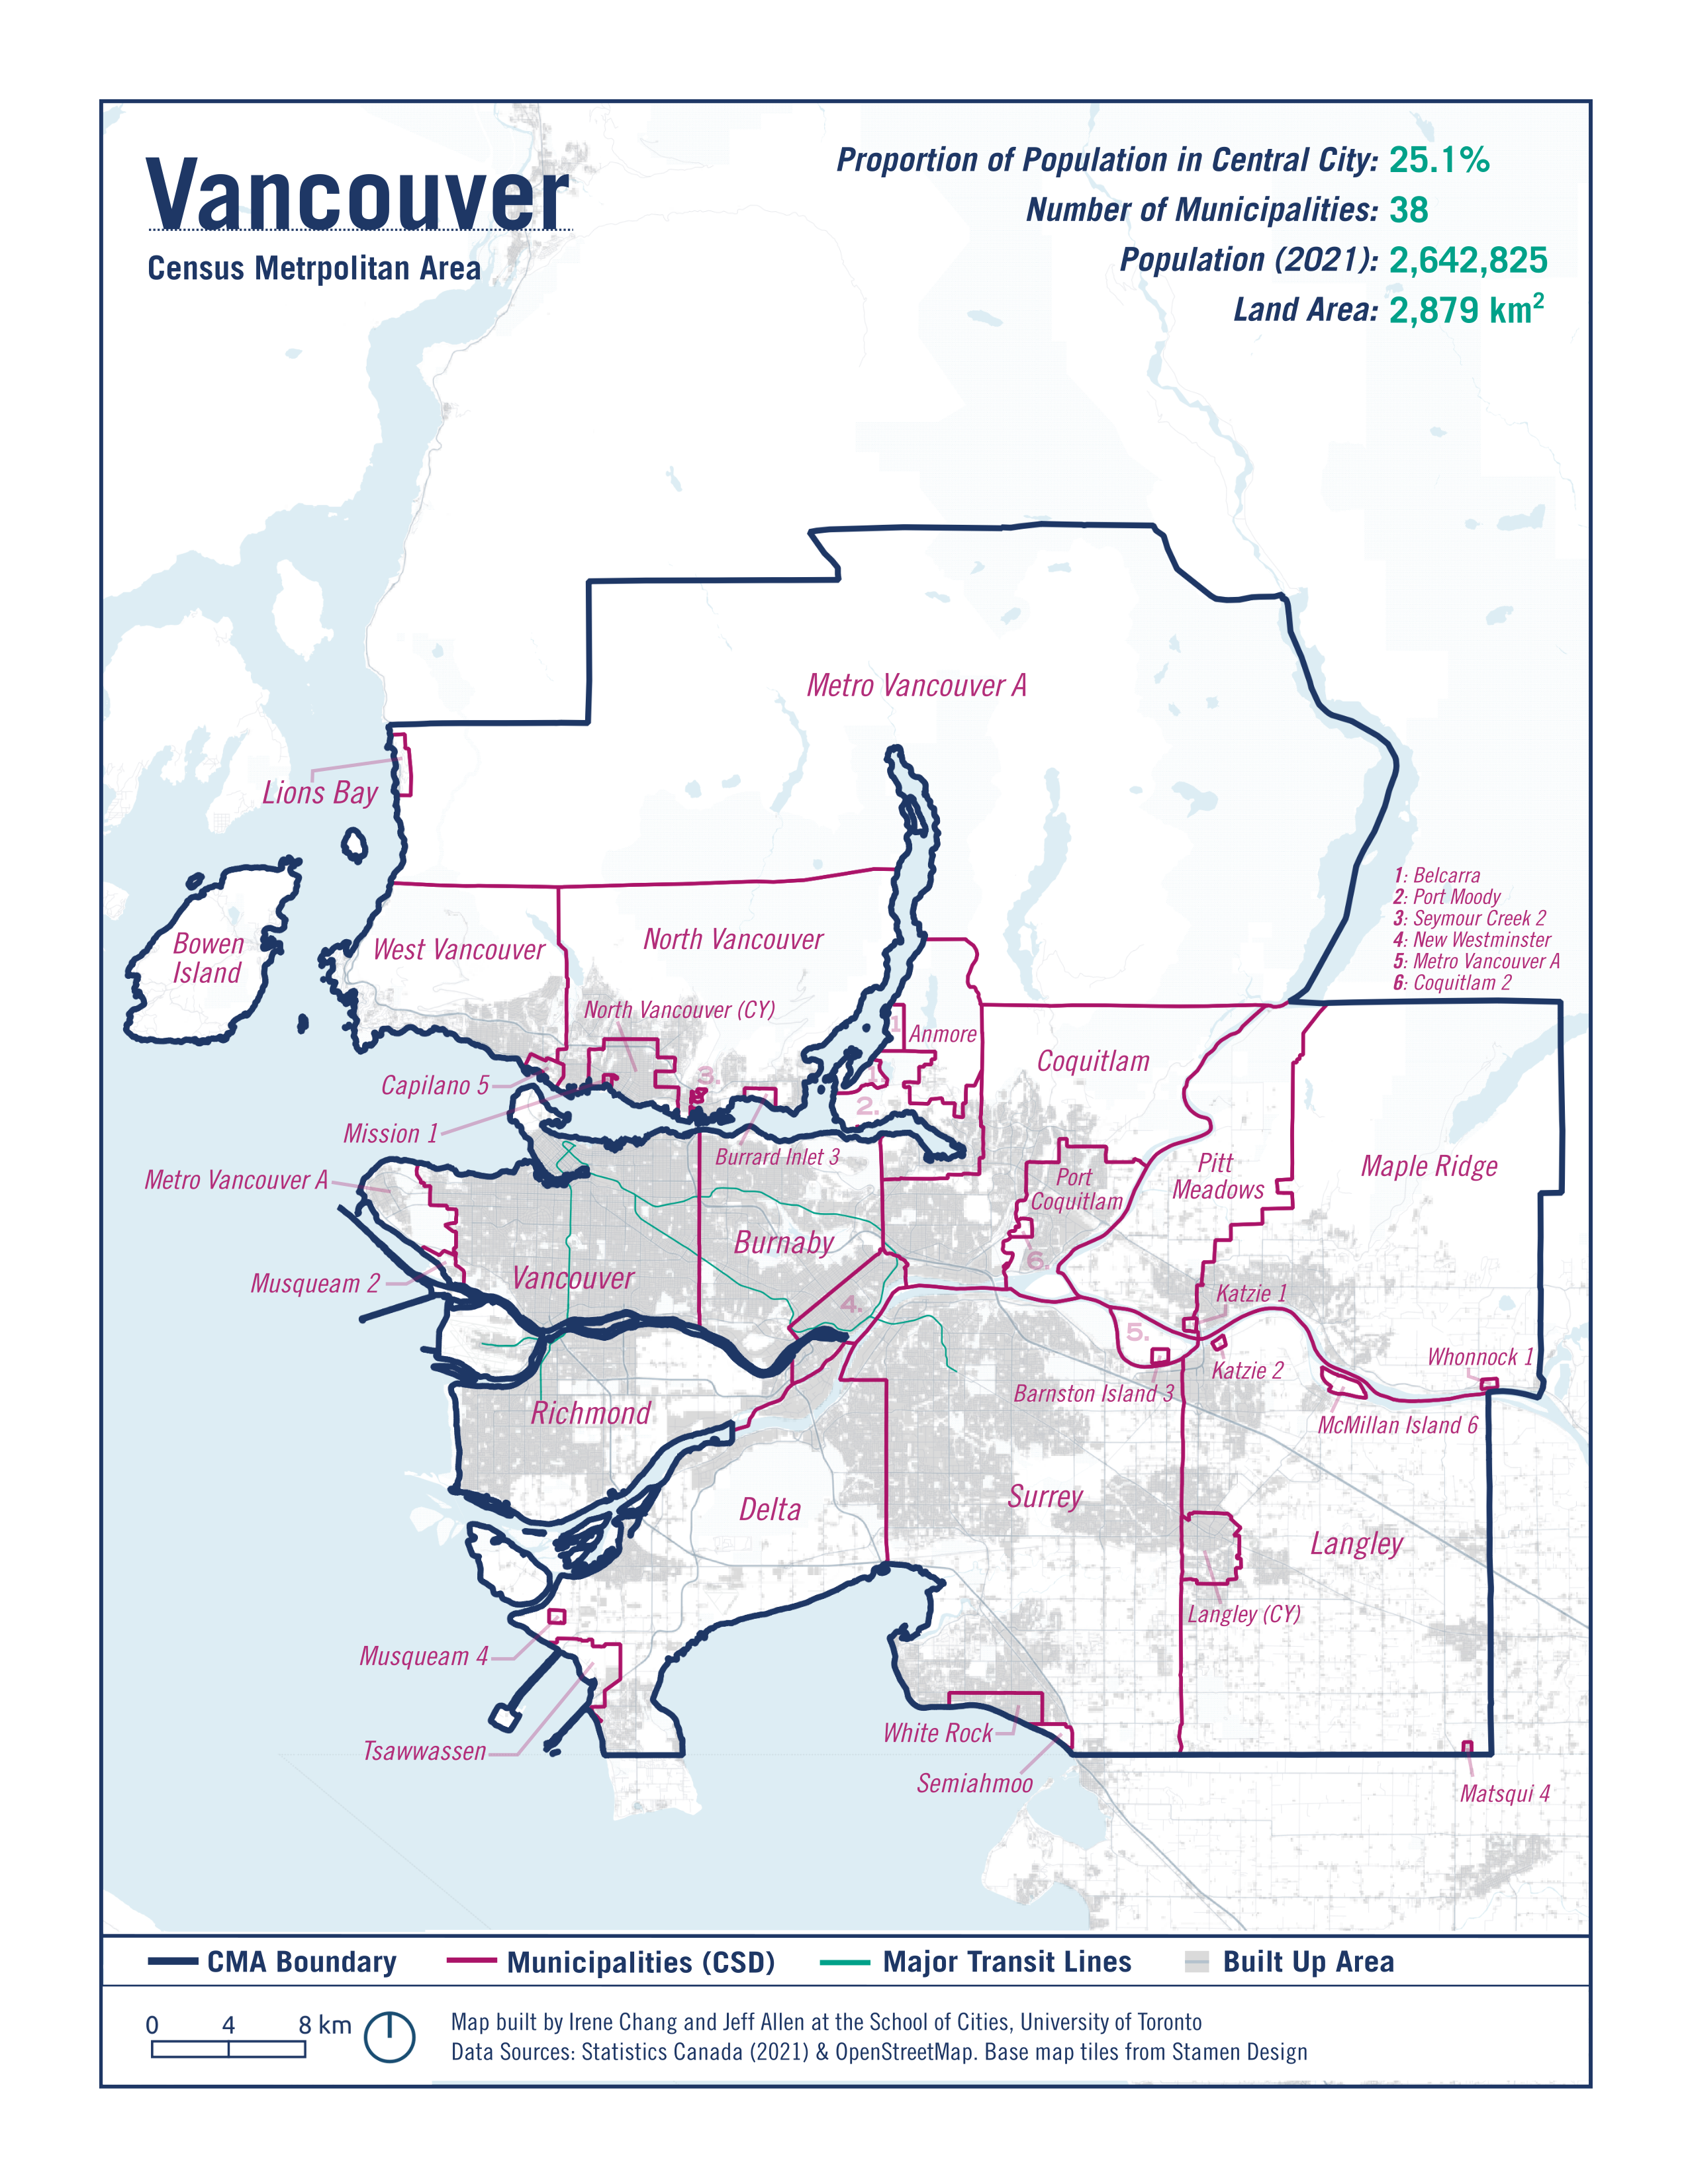 Vancouver
Census Metrpolitan Area
Proportion of Population in Central City: 25.1%
Number of Municipalities: 38
Population (2021): 2,642,825
Land Area: 2,879 km²
Metro Vancouver A
Lions Bay
1: Belcarra
2: Port Moody
3: Seymour Creek 2
4: New Westminster
5: Metro Vancouver A
6: Coquitlam 2
Bowen
Island
West Vancouver
North Vancouver
North Vancouver (CY)
1.
Anmore
Coquitlam
Capilano 5
3.
1.
2.
Mission 1
Burrard Inlet 3
Metro Vancouver A
Port
Coquitlam
Pitt
Meadows
Maple Ridge
Burnaby
6.
Musqueam 2
Vancouver
4.
Katzie 1
5.
Katzie 2
Whonnock 1
Barnston Island 3
Richmond
McMillan Island 6
Delta
Surrey
Langley
Langley (CY)
Musqueam 4
White Rock
Tsawwassen
Semiahmoo
Matsqui 4
CMA Boundary
Municipalities (CSD)
Major Transit Lines
Built Up Area
0 4 8 km
Map built by Irene Chang and Jeff Allen at the School of Cities, University of Toronto
Data Sources: Statistics Canada (2021) & OpenStreetMap. Base map tiles from Stamen Design